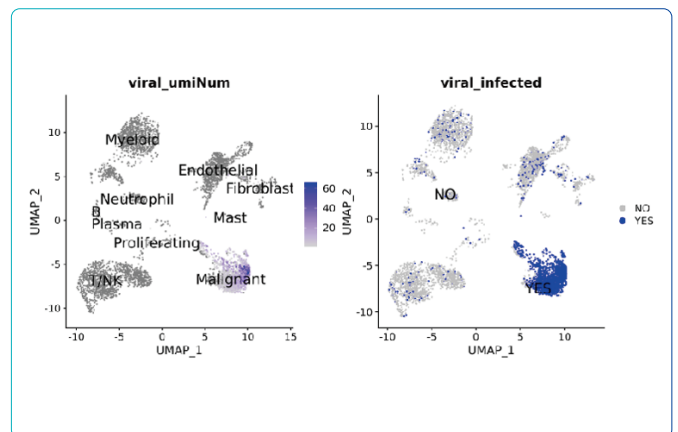 viral_umiNum
UMAP_2
10
5
0
-5
-10
-10
-5
0
5
10
15
UMAP_1
Myeloid
Endothelial
Fibroblast
Neutrophil
B
Plasma
Mast
Proliferating
T/NK
Malignant
60
40
20
viral_infected
UMAP_2
10
5
0
-5
-10
-10
-5
0
5
10
UMAP_1
NO
YES
NO
YES